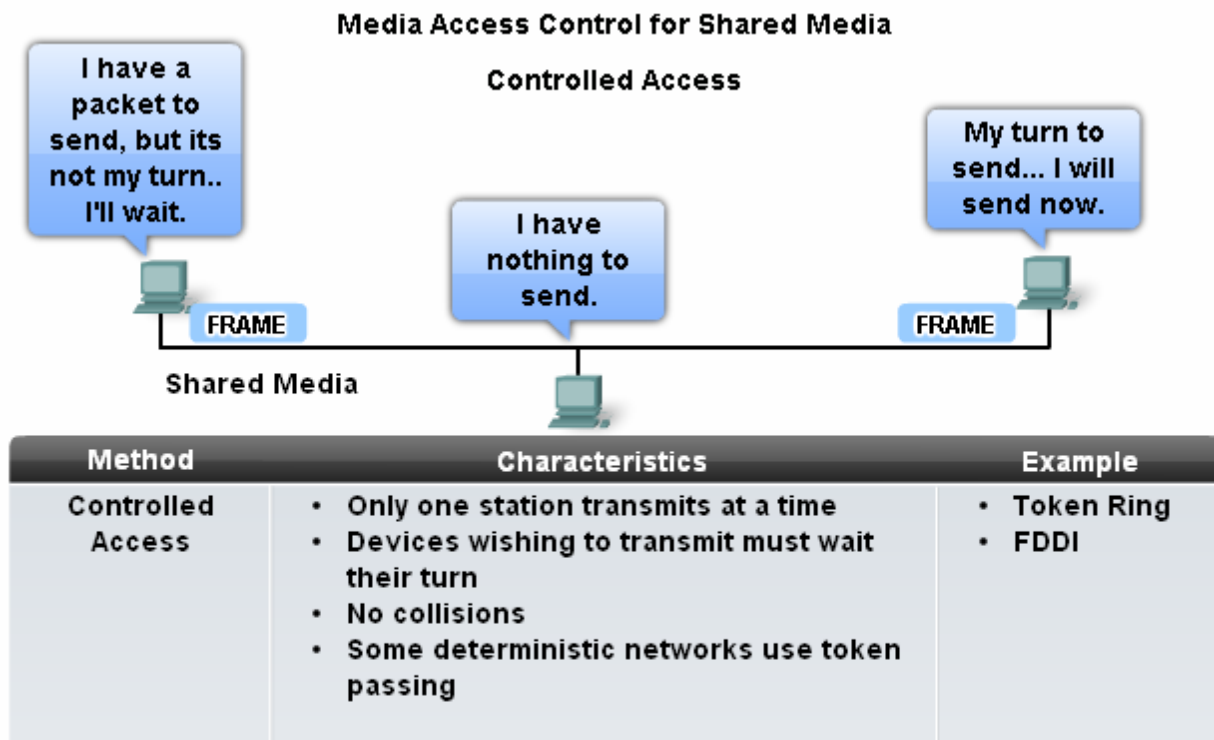 Media Access Control for Shared Media
Controlled Access
I have a
packet to
send, but its
not my turn..
I'll wait.
I have
nothing to
send.
My turn to
send... I will
send now.
FRAME
FRAME
Shared Media
Method
Characteristics
Example
Controlled
Access
• Only one station transmits at a time
• Devices wishing to transmit must wait
their turn
• No collisions
• Some deterministic networks use token
passing
• Token Ring
• FDDI